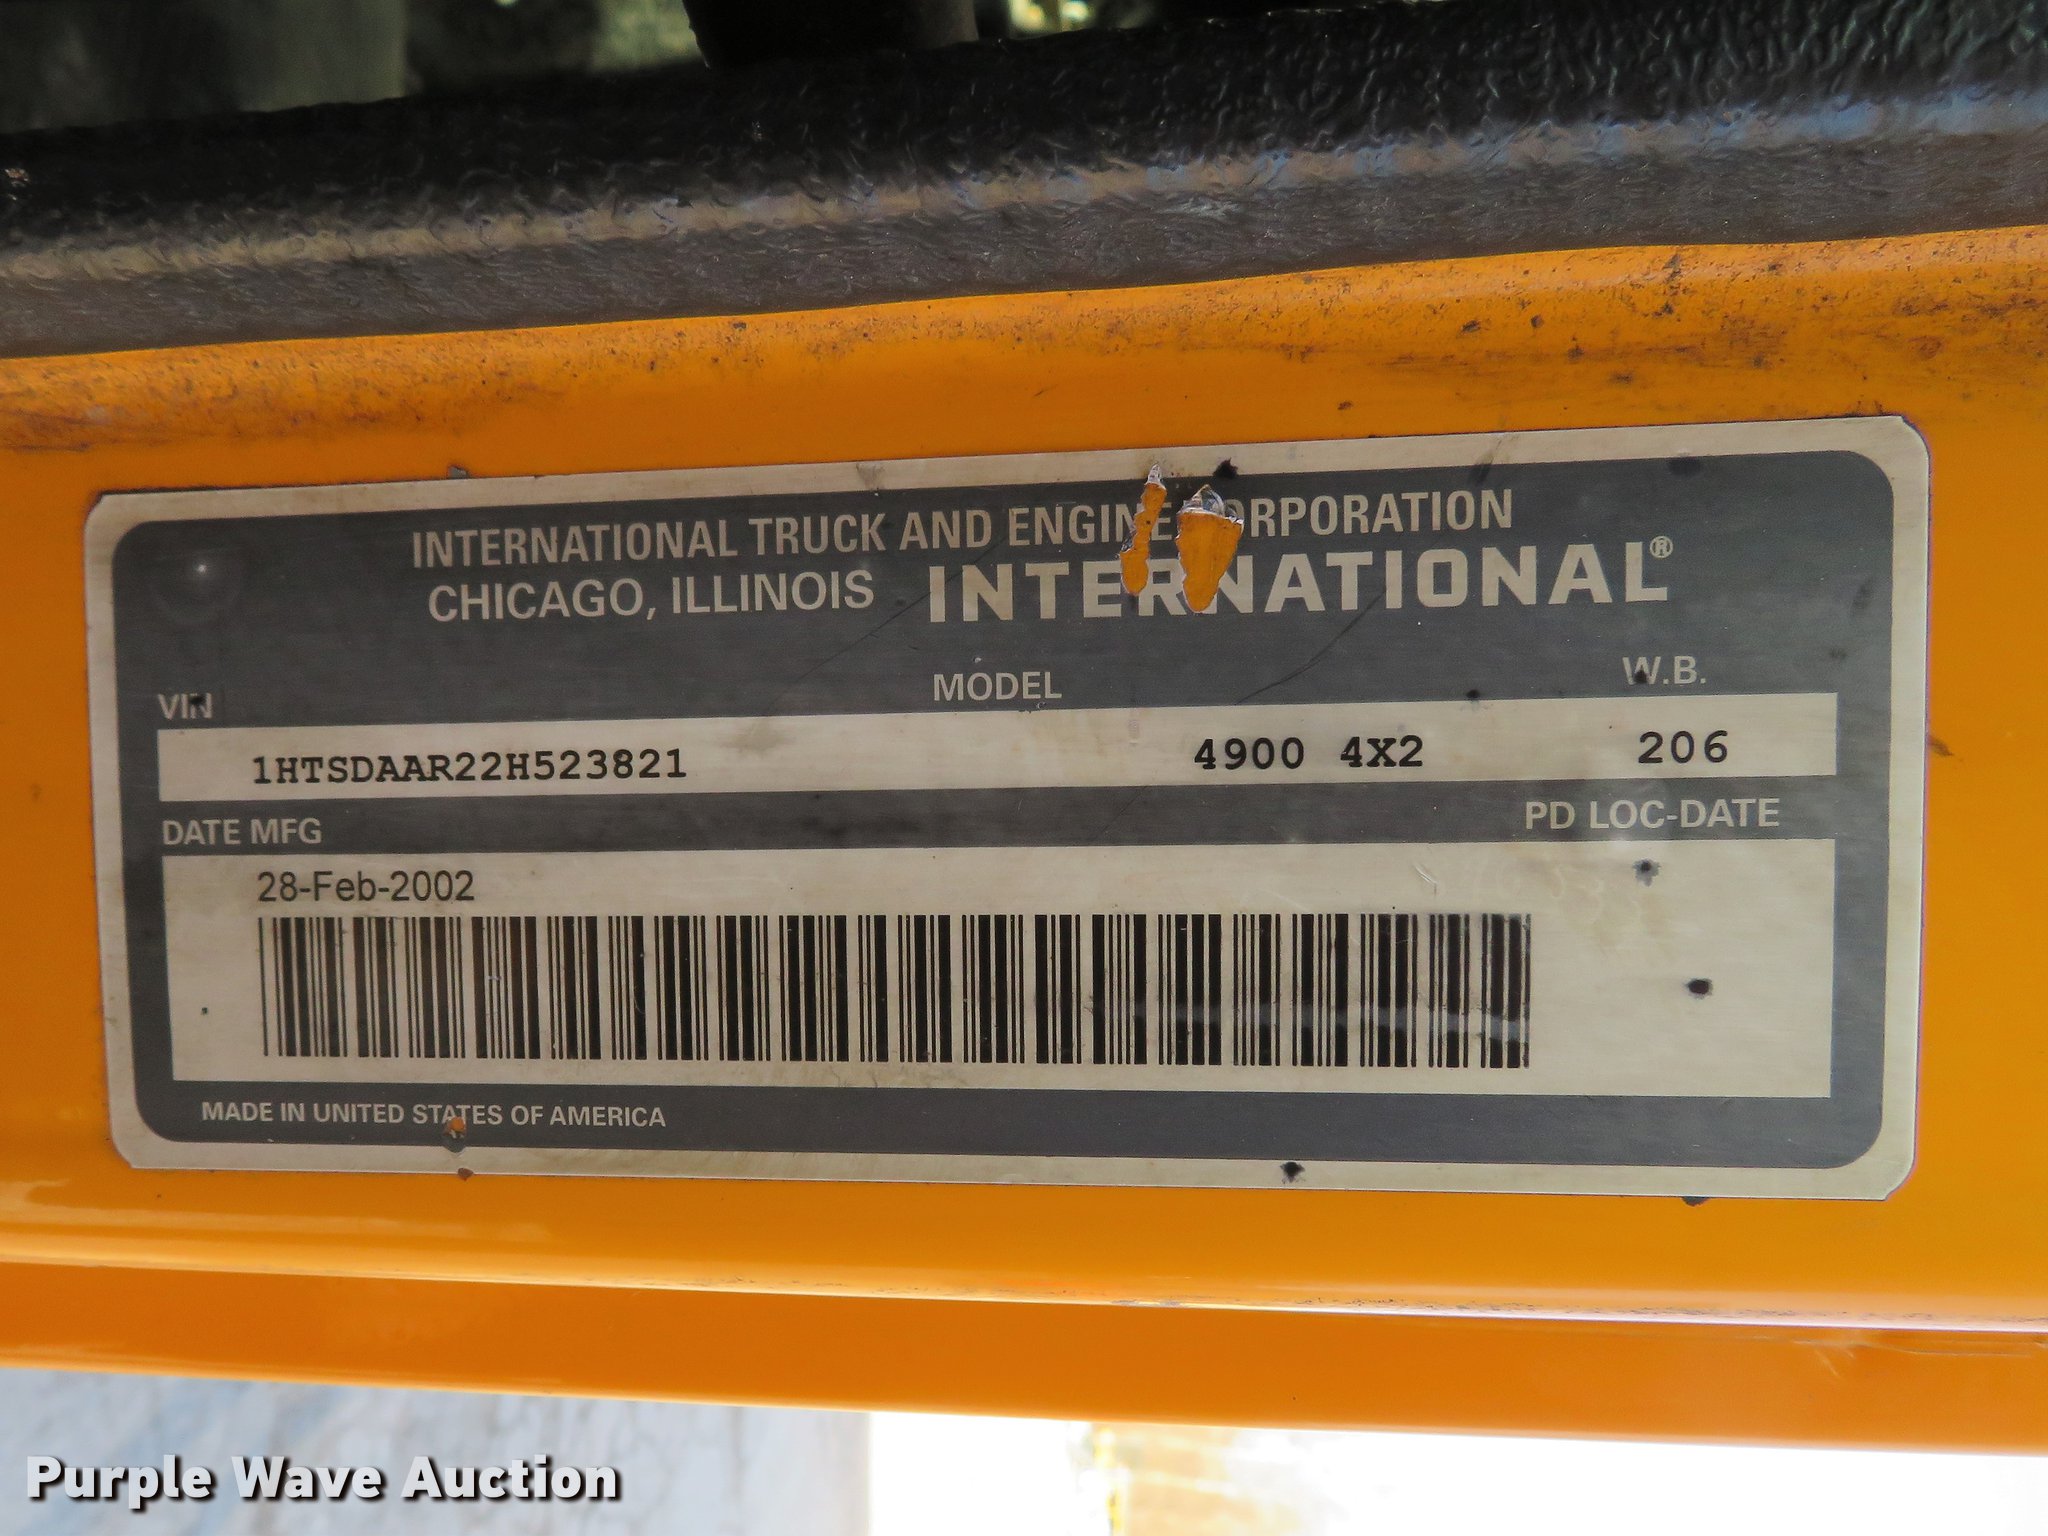 INTERNATIONAL TRUCK AND ENGINE CORPORATION
CHICAGO, ILLINOIS INTERNATIONAL®
VIN MODEL W.B.
1HTSDAAR22H523821 4900 4X2 206
DATE MFG PD LOC-DATE
28-Feb-2002
MADE IN UNITED STATES OF AMERICA
Purple Wave Auction